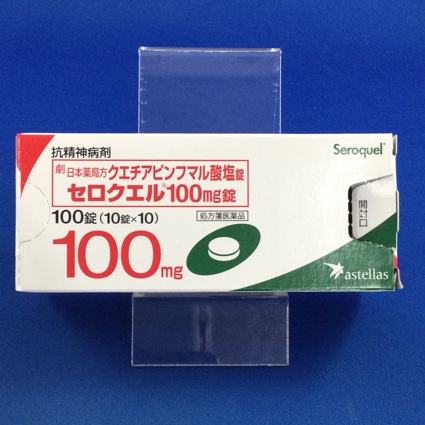 抗精神病剤
Seroquel®
劇 日本薬局方 クエチアピンフマル酸塩錠
セロクエル®100mg錠
100錠(10錠×10)
処方箋医薬品
開封口
100mg
astellas